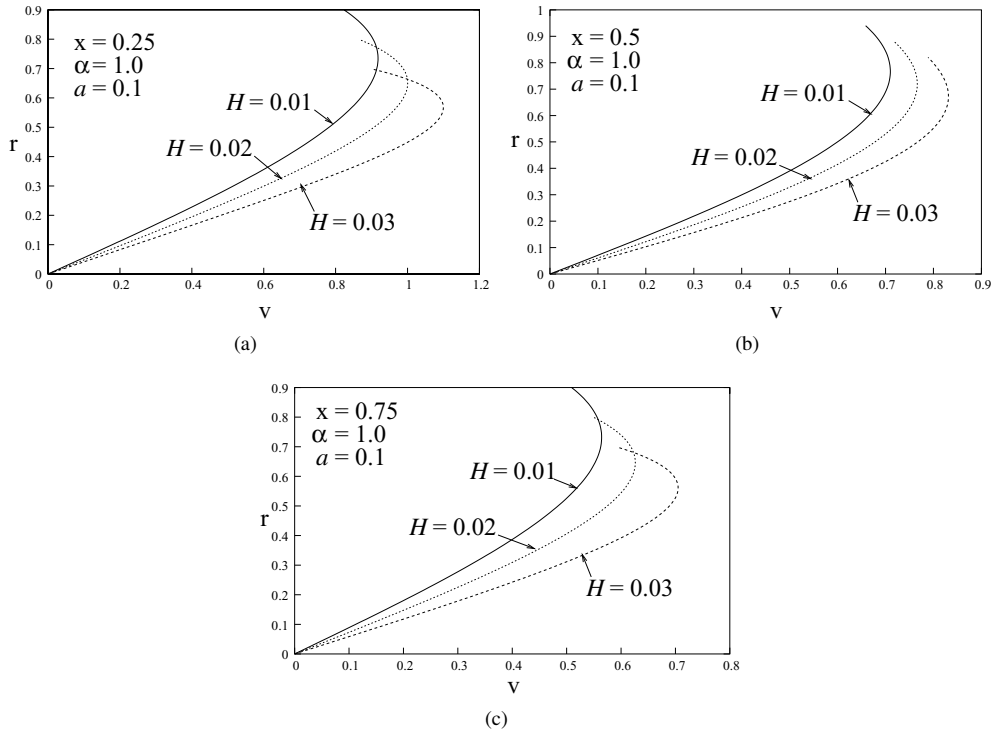 0.9
0.8
0.7
0.6
0.5
0.4
0.3
0.2
0.1
0
r
x = 0.25
α = 1.0
a = 0.1
H = 0.01
H = 0.02
H = 0.03
0 0.2 0.4 0.6 0.8 1 1.2
v
(a)
1
0.9
0.8
0.7
0.6
0.5
0.4
0.3
0.2
0.1
0
r
x = 0.5
α = 1.0
a = 0.1
H = 0.01
H = 0.02
H = 0.03
0 0.1 0.2 0.3 0.4 0.5 0.6 0.7 0.8 0.9
v
(b)
0.9
0.8
0.7
0.6
0.5
0.4
0.3
0.2
0.1
0
r
x = 0.75
α = 1.0
a = 0.1
H = 0.01
H = 0.02
H = 0.03
0 0.1 0.2 0.3 0.4 0.5 0.6 0.7 0.8
v
(c)